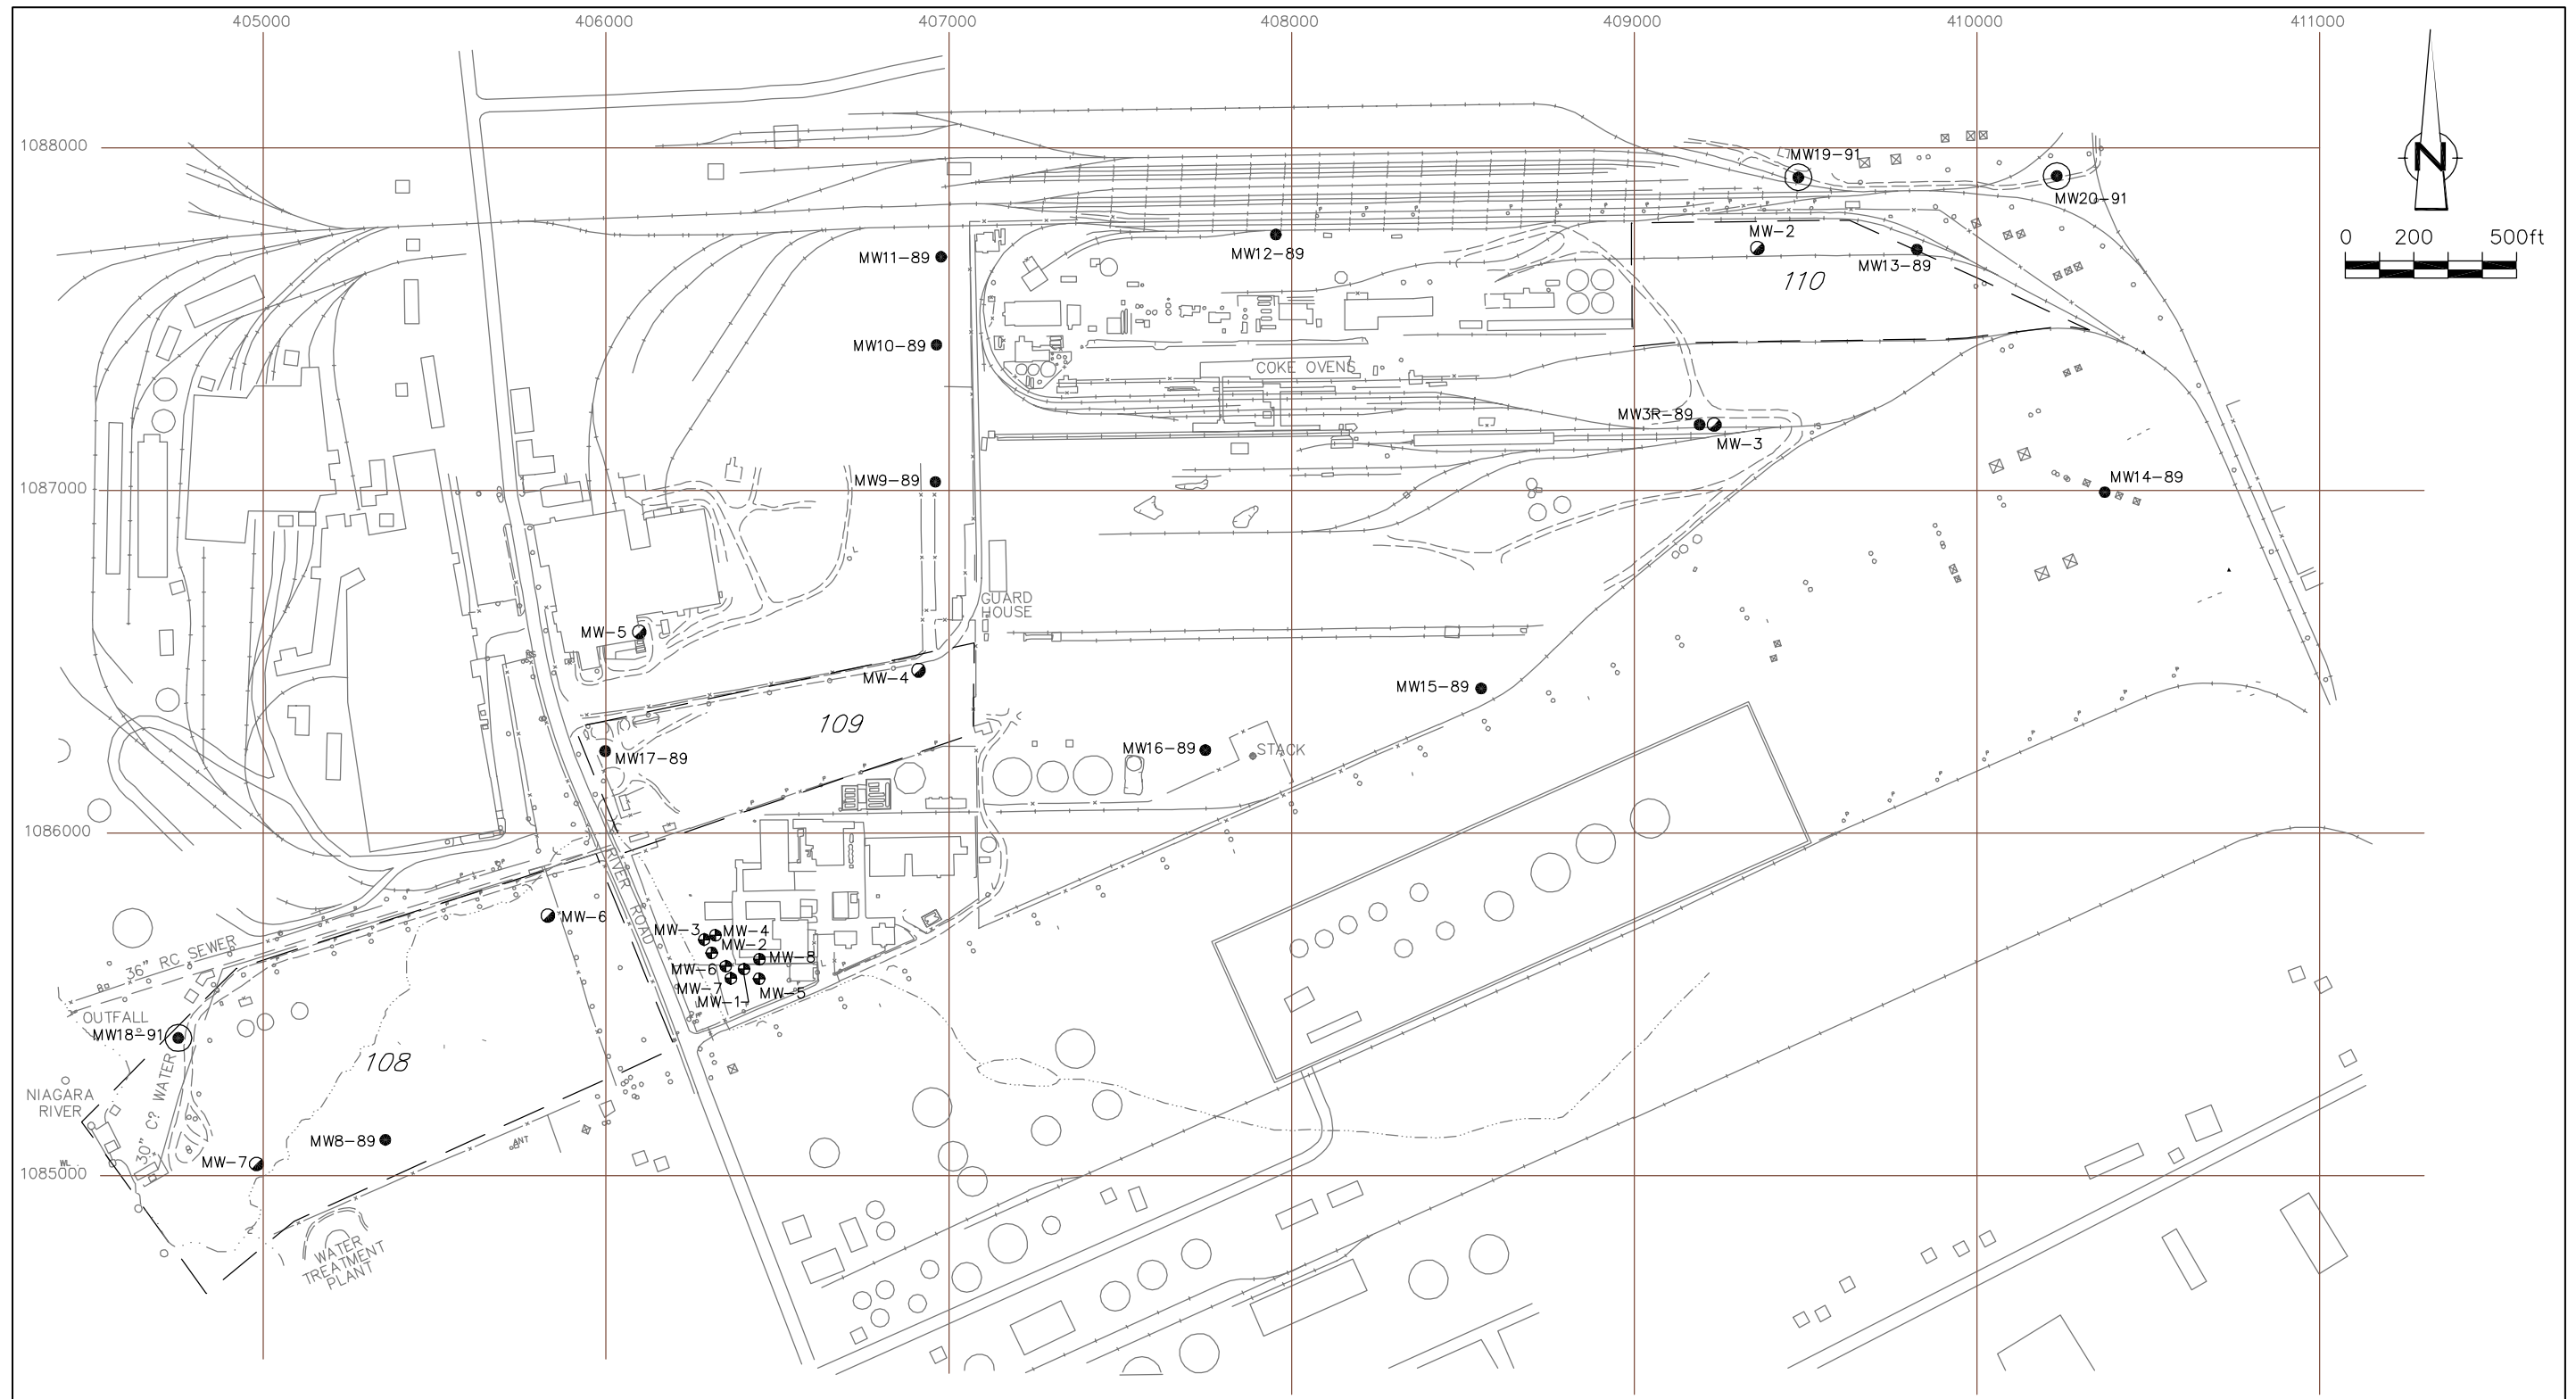 405000 406000 407000 408000 409000 410000 411000
1088000
MW19-91
MW20-91
N
0 200 500ft
MW-2
MW11-89
MW12-89
MW13-89
110
MW10-89
COKE OVENS
MW3R-89
MW-3
MW14-89
1087000
MW9-89
GUARD
HOUSE
MW-5
MW-4
MW15-89
109
MW17-89
MW16-89
STACK
1086000
RIVER ROAD
MW-6
MW-3
MW-4
MW-2
MW-8
MW-6
MW-7
MW-1
MW-5
36" RC SEWER
OUTFALL
MW18-91
108
30" C? WATER
NIAGARA
RIVER
MW8-89
ANT
MW-7
WL
1085000
WATER
TREATMENT
PLANT